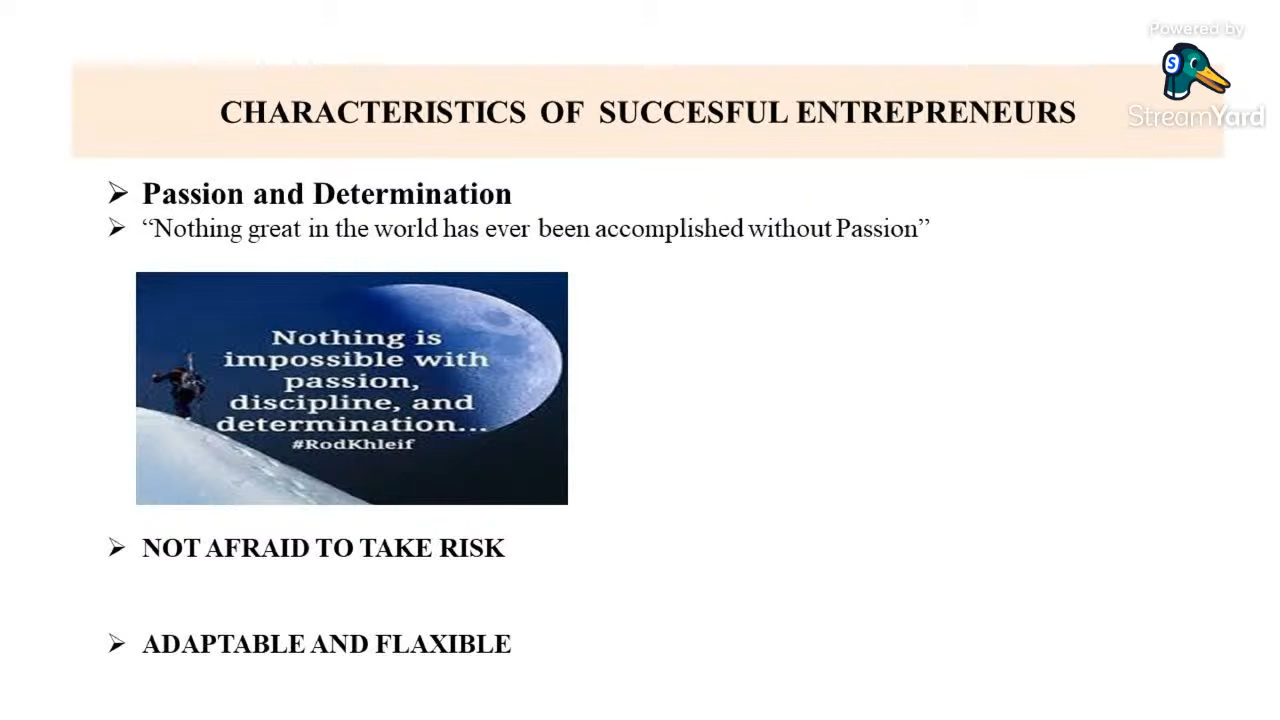 Powered by
StreamYard
CHARACTERISTICS OF SUCCESFUL ENTREPRENEURS
Passion and Determination
“Nothing great in the world has ever been accomplished without Passion”
Nothing is
impossible with
passion,
discipline, and
determination...
#RodKhleif
NOT AFRAID TO TAKE RISK
ADAPTABLE AND FLAXIBLE